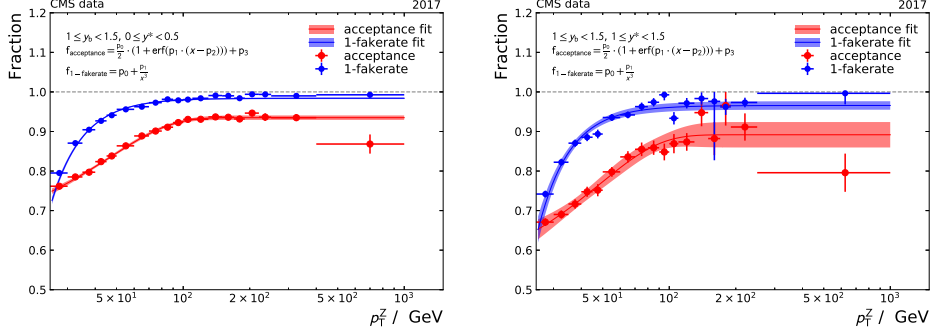 CMS data 2017
1 ≤ y_b < 1.5, 0 ≤ y* < 0.5
f_acceptance = p₀/2 · (1 + erf(p₁ · (x − p₂))) + p₃
f_1−fakerate = p₀ + p₁/x³
acceptance fit
1-fakerate fit
acceptance
1-fakerate
Fraction
1.2
1.1
1.0
0.9
0.8
0.7
0.6
0.5
5 × 10¹ 10² 2 × 10² 5 × 10² 10³
p_T^Z / GeV
CMS data 2017
1 ≤ y_b < 1.5, 1 ≤ y* < 1.5
f_acceptance = p₀/2 · (1 + erf(p₁ · (x − p₂))) + p₃
f_1−fakerate = p₀ + p₁/x³
acceptance fit
1-fakerate fit
acceptance
1-fakerate
Fraction
1.2
1.1
1.0
0.9
0.8
0.7
0.6
0.5
5 × 10¹ 10² 2 × 10² 5 × 10² 10³
p_T^Z / GeV